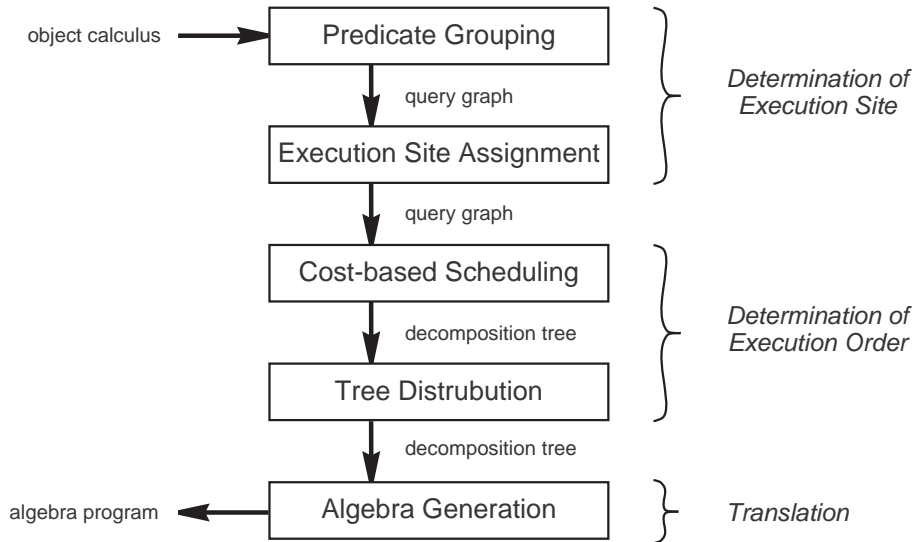 object calculus
Predicate Grouping
query graph
Determination of
Execution Site
Execution Site Assignment
query graph
Cost-based Scheduling
decomposition tree
Determination of
Execution Order
Tree Distrubution
decomposition tree
algebra program
Algebra Generation
Translation